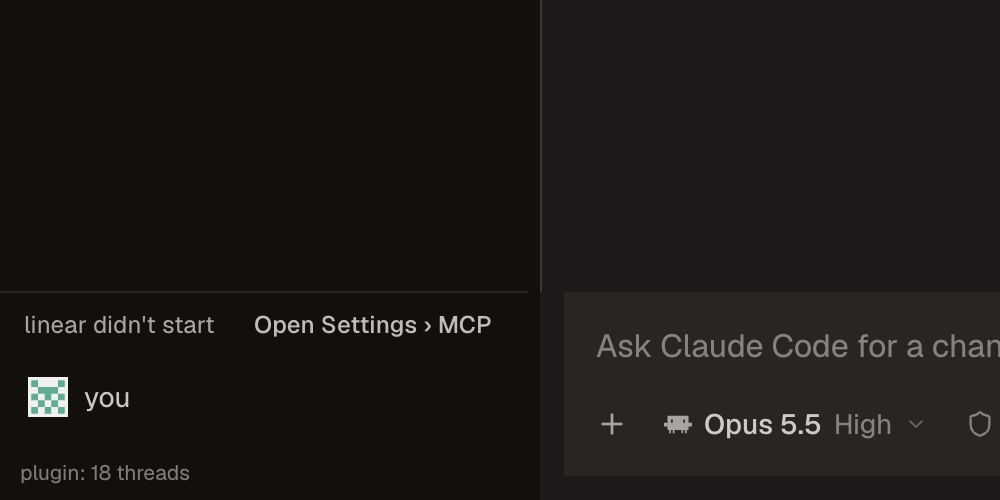 linear didn't start Open Settings › MCP
you
plugin: 18 threads
Ask Claude Code for a chan
Opus 5.5 High